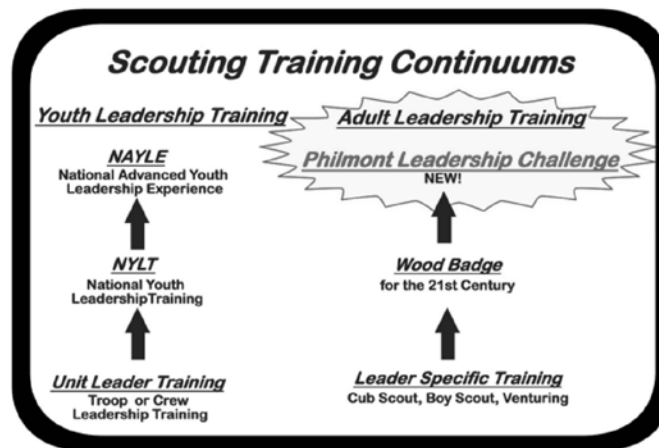 Scouting Training Continuums
Youth Leadership Training
NAYLE
National Advanced Youth
Leadership Experience
NYLT
National Youth
LeadershipTraining
Unit Leader Training
Troop or Crew
Leadership Training
Adult Leadership Training
Philmont Leadership Challenge
NEW!
Wood Badge
for the 21st Century
Leader Specific Training
Cub Scout, Boy Scout, Venturing